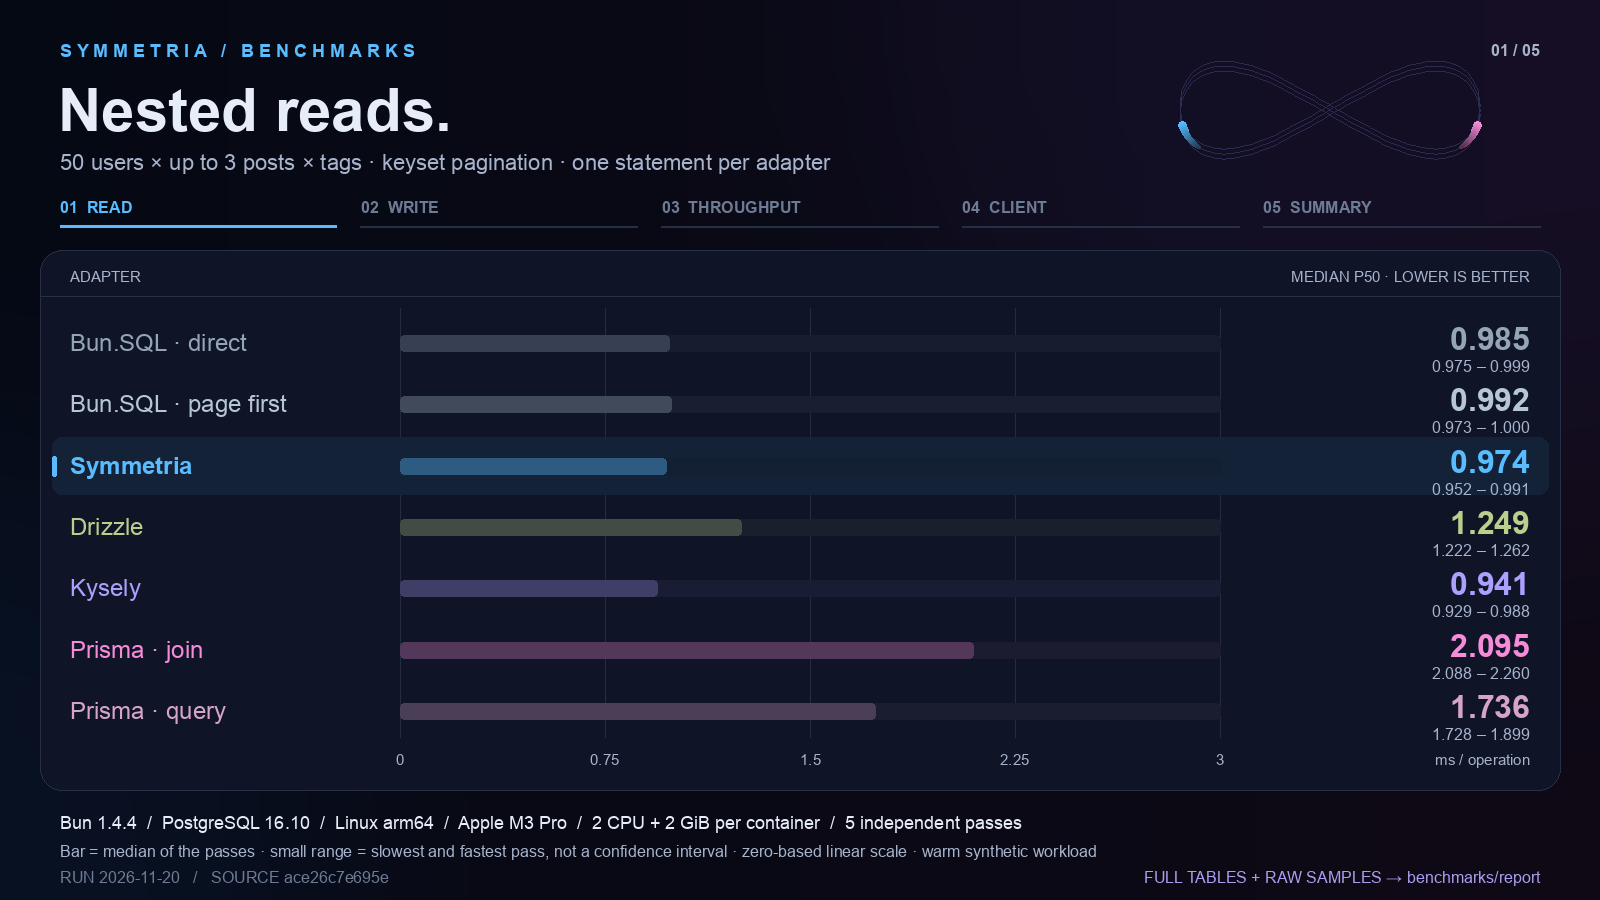 SYMMETRIA / BENCHMARKS
01 / 05
Nested reads.
50 users × up to 3 posts × tags · keyset pagination · one statement per adapter
01 READ
02 WRITE
03 THROUGHPUT
04 CLIENT
05 SUMMARY
ADAPTER
MEDIAN P50 · LOWER IS BETTER
Bun.SQL · direct
0.985
0.975 – 0.999
Bun.SQL · page first
0.992
0.973 – 1.000
Symmetria
0.974
0.952 – 0.991
Drizzle
1.249
1.222 – 1.262
Kysely
0.941
0.929 – 0.988
Prisma · join
2.095
2.088 – 2.260
Prisma · query
1.736
1.728 – 1.899
0
0.75
1.5
2.25
3
ms / operation
Bun 1.4.4 / PostgreSQL 16.10 / Linux arm64 / Apple M3 Pro / 2 CPU + 2 GiB per container / 5 independent passes
Bar = median of the passes · small range = slowest and fastest pass, not a confidence interval · zero-based linear scale · warm synthetic workload
RUN 2026-11-20 / SOURCE ace26c7e695e
FULL TABLES + RAW SAMPLES → benchmarks/report